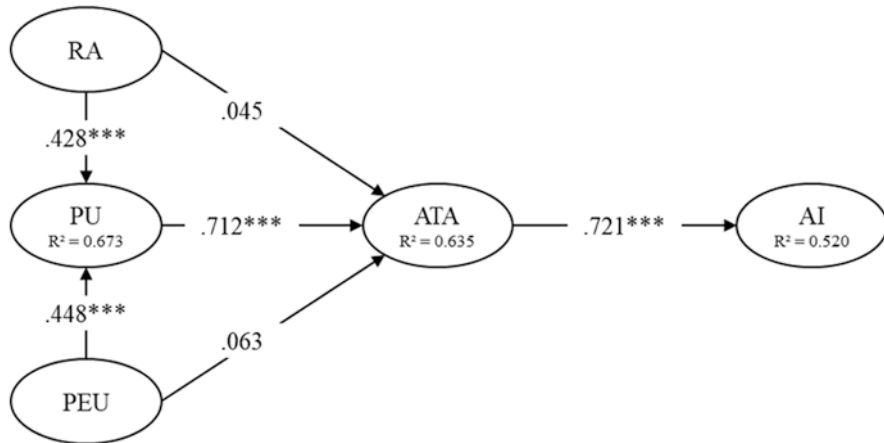 RA
.045
.428***
PU
R² = 0.673
.712***
ATA
R² = 0.635
.721***
AI
R² = 0.520
.448***
.063
PEU